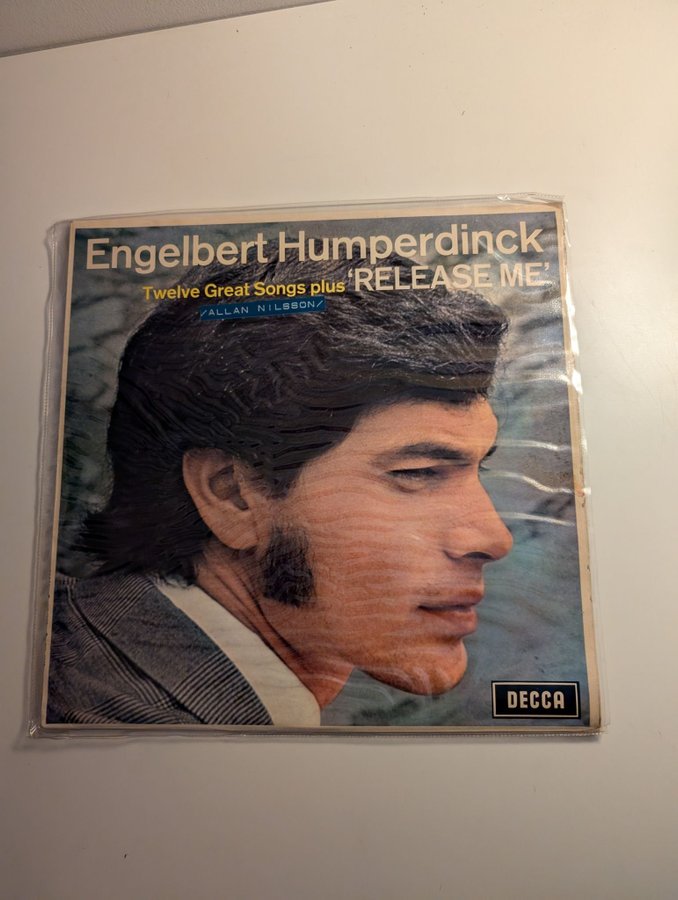 Engelbert Humperdinck
Twelve Great Songs plus 'RELEASE ME'
/ALLAN NILSSON/
DECCA